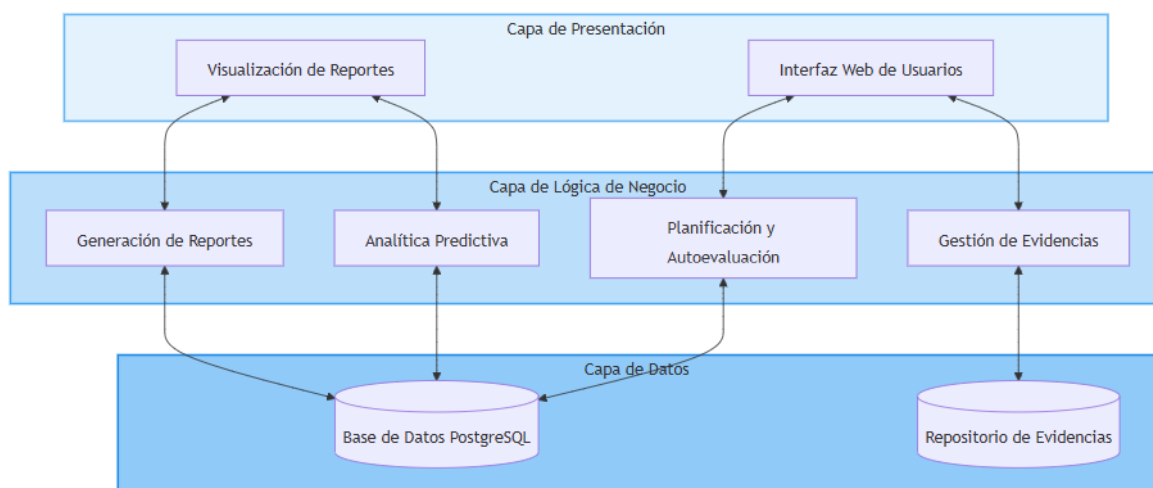 Capa de Presentación
Visualización de Reportes
Interfaz Web de Usuarios
Capa de Lógica de Negocio
Generación de Reportes
Analítica Predictiva
Planificación y
Autoevaluación
Gestión de Evidencias
Capa de Datos
Base de Datos PostgreSQL
Repositorio de Evidencias